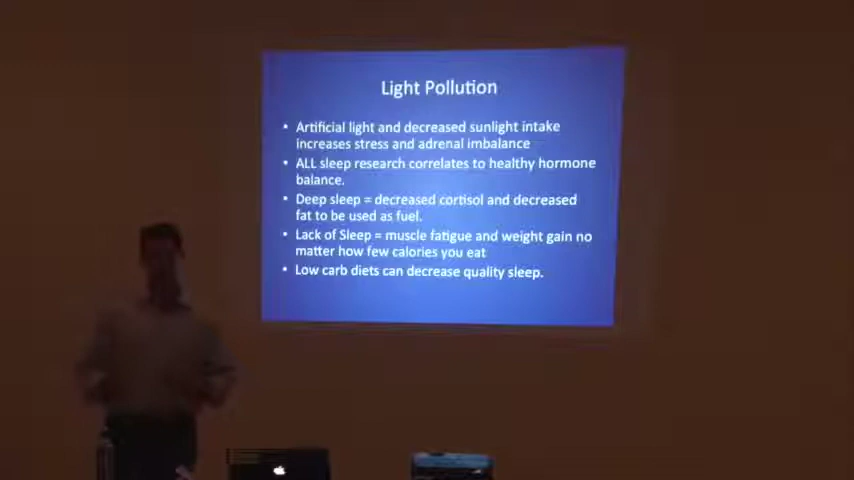 Light Pollution
• Artificial light and decreased sunlight intake
increases stress and adrenal imbalance
• ALL sleep research correlates to healthy hormone
balance.
• Deep sleep = decreased cortisol and decreased
fat to be used as fuel.
• Lack of Sleep = muscle fatigue and weight gain no
matter how few calories you eat
• Low carb diets can decrease quality sleep.